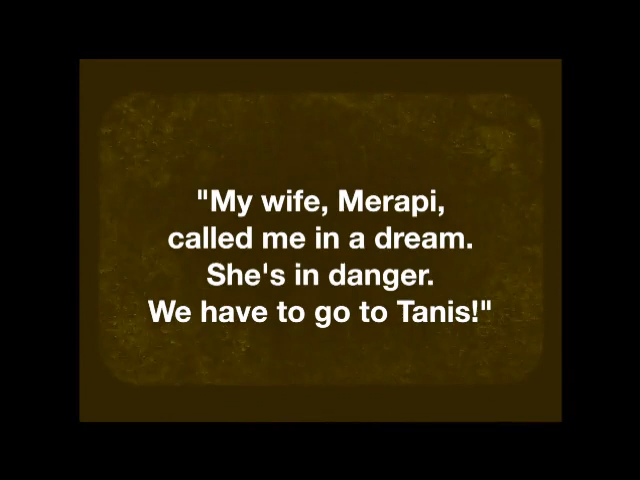 "My wife, Merapi,
called me in a dream.
She's in danger.
We have to go to Tanis!"